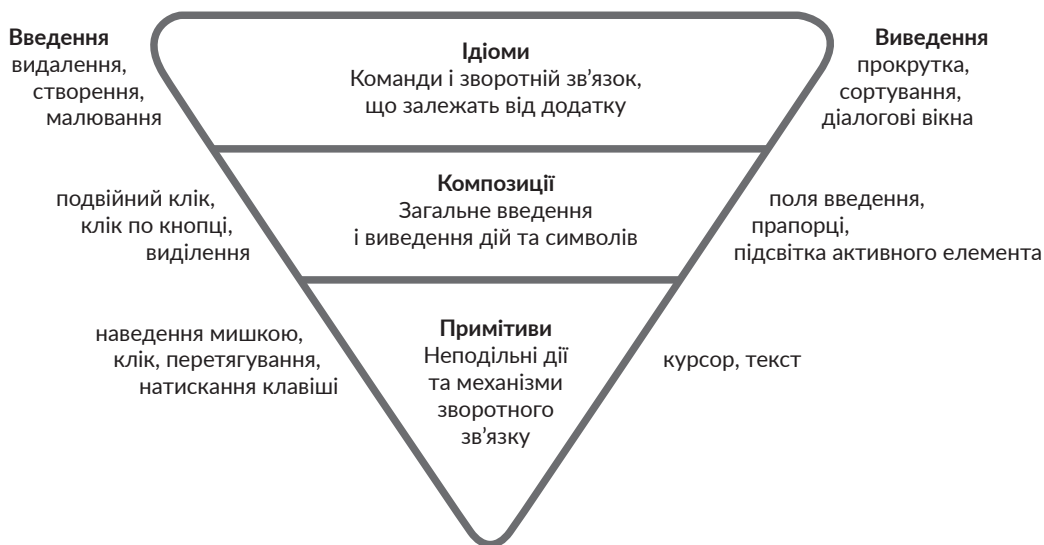 Введення
видалення,
створення,
малювання
Ідіоми
Команди і зворотній зв'язок,
що залежать від додатку
Виведення
прокрутка,
сортування,
діалогові вікна
подвійний клік,
клік по кнопці,
виділення
Композиції
Загальне введення
і виведення дій та символів
поля введення,
прапорці,
підсвітка активного елемента
наведення мишкою,
клік, перетягування,
натискання клавіші
Примітиви
Неподільні дії
та механізми
зворотного
зв'язку
курсор, текст